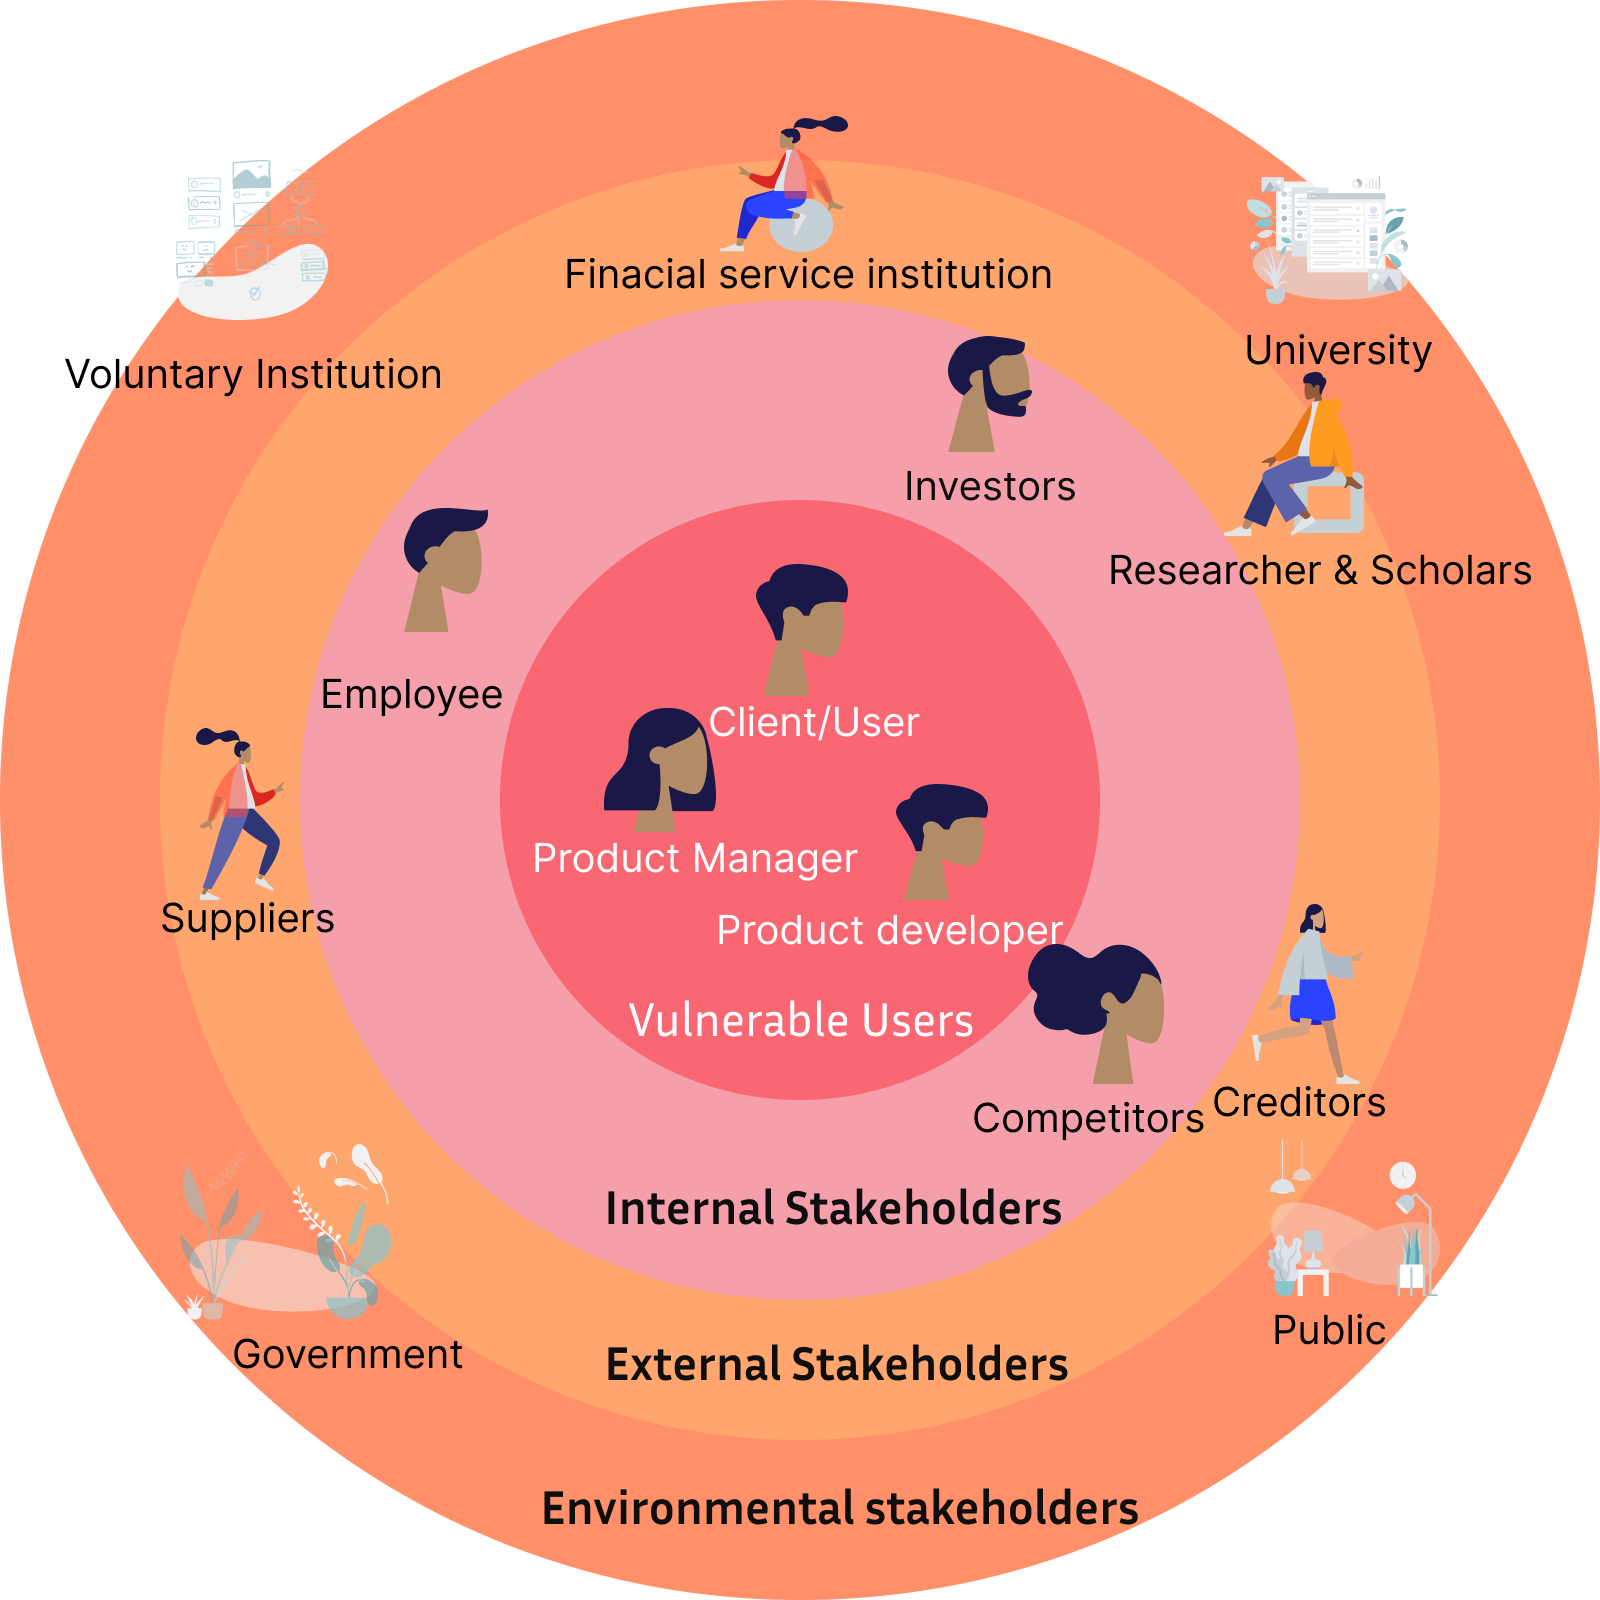 Finacial service institution
University
Voluntary Institution
Investors
Researcher & Scholars
Employee
Client/User
Product Manager
Suppliers
Product developer
Vulnerable Users
Creditors
Competitors
Internal Stakeholders
Public
Government
External Stakeholders
Environmental stakeholders